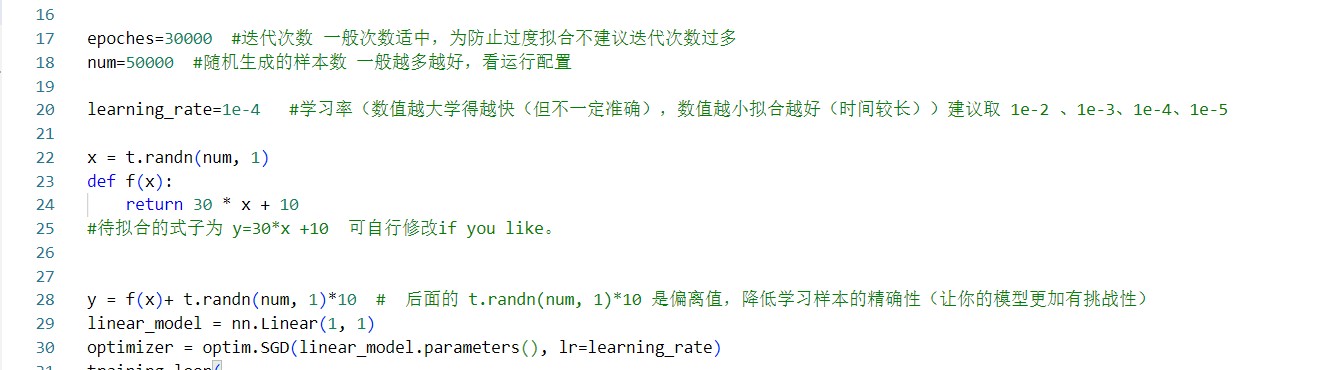 16
17 epoches=30000 #迭代次数 一般次数适中，为防止过度拟合不建议迭代次数过多
18 num=50000 #随机生成的样本数 一般越多越好，看运行配置
19
20 learning_rate=1e-4 #学习率（数值越大学得越快（但不一定准确），数值越小拟合越好（时间较长））建议取 1e-2 、1e-3、1e-4、1e-5
21
22 x = t.randn(num, 1)
23 def f(x):
24 return 30 * x + 10
25 #待拟合的式子为 y=30*x +10 可自行修改if you like。
26
27
28 y = f(x)+ t.randn(num, 1)*10 # 后面的 t.randn(num, 1)*10 是偏离值，降低学习样本的精确性（让你的模型更加有挑战性）
29 linear_model = nn.Linear(1, 1)
30 optimizer = optim.SGD(linear_model.parameters(), lr=learning_rate)
31 training_loop(